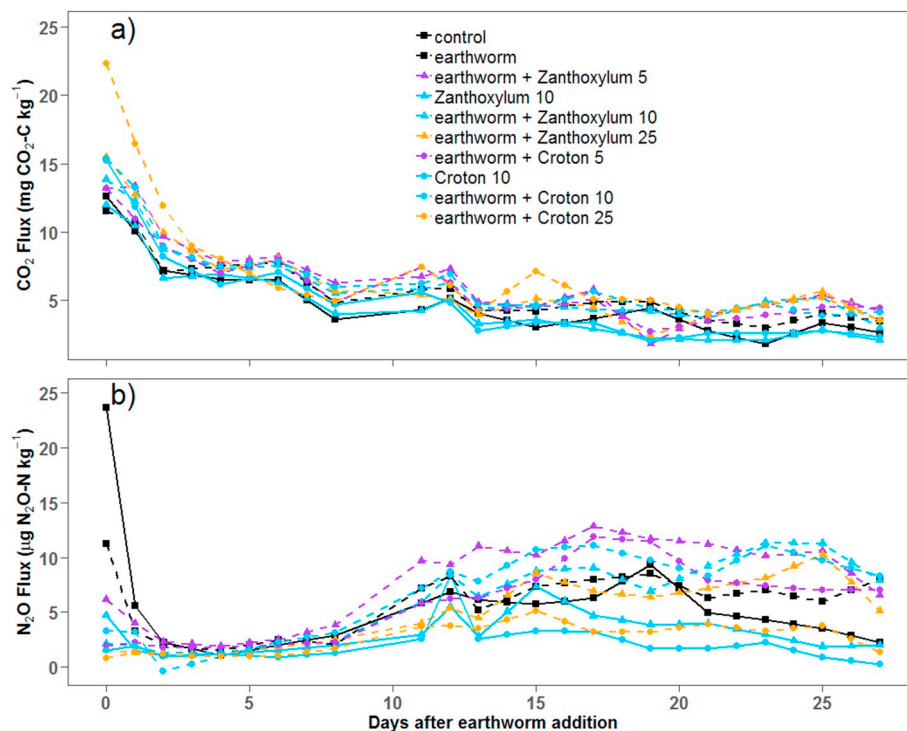 a)
25
20
15
10
5
CO₂ Flux (mg CO₂-C kg⁻¹)
control
earthworm
earthworm + Zanthoxylum 5
Zanthoxylum 10
earthworm + Zanthoxylum 10
earthworm + Zanthoxylum 25
earthworm + Croton 5
Croton 10
earthworm + Croton 10
earthworm + Croton 25
b)
25
20
15
10
5
0
N₂O Flux (µg N₂O-N kg⁻¹)
0 5 10 15 20 25
Days after earthworm addition